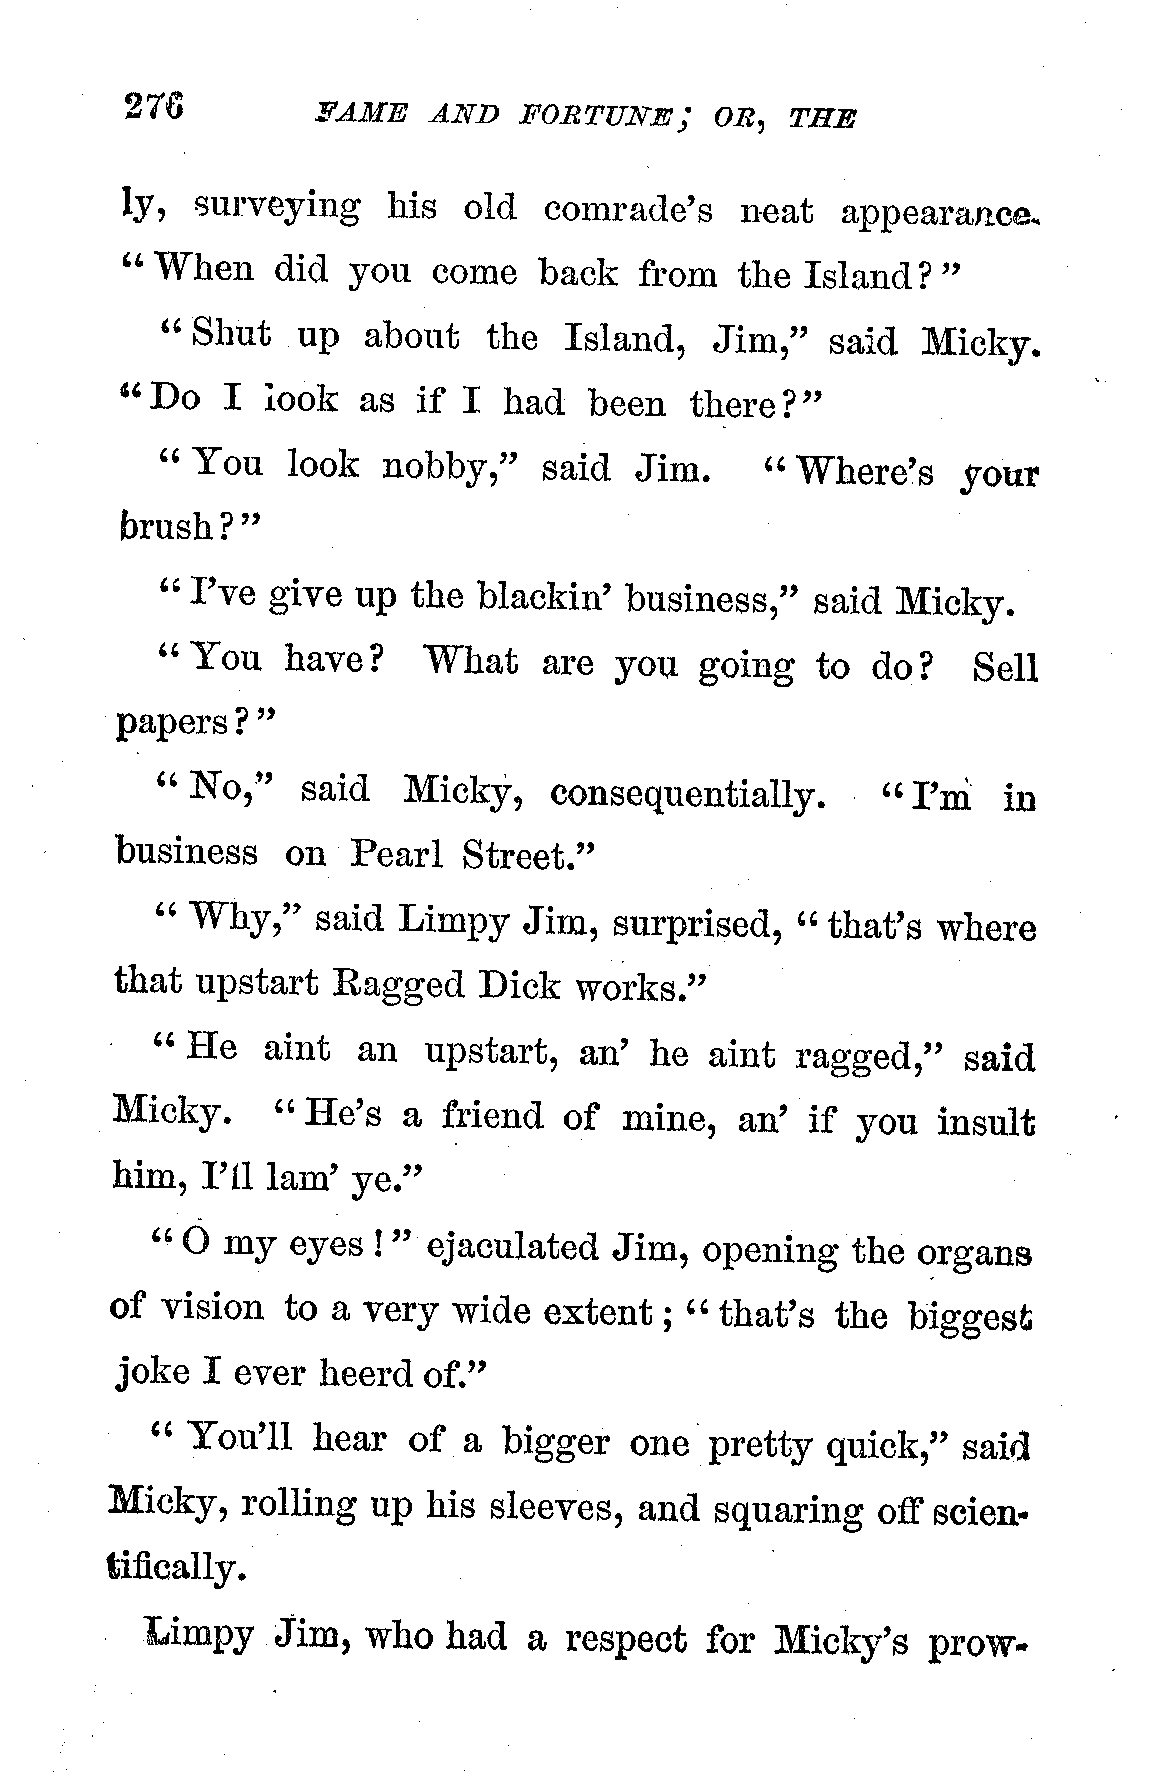 276 FAME AND FORTUNE; OR, THE
ly, surveying his old comrade's neat appearance.
"When did you come back from the Island?"
"Shut up about the Island, Jim," said Micky.
"Do I look as if I had been there?"
"You look nobby," said Jim. "Where's your
brush?"
"I've give up the blackin' business," said Micky.
"You have? What are you going to do? Sell
papers?"
"No," said Micky, consequentially. "I'm in
business on Pearl Street."
"Why," said Limpy Jim, surprised, "that's where
that upstart Ragged Dick works."
"He aint an upstart, an' he aint ragged," said
Micky. "He's a friend of mine, an' if you insult
him, I'll lam' ye."
"O my eyes!" ejaculated Jim, opening the organs
of vision to a very wide extent; "that's the biggest
joke I ever heerd of."
"You'll hear of a bigger one pretty quick," said
Micky, rolling up his sleeves, and squaring off scien-
tifically.
Limpy Jim, who had a respect for Micky's prow-